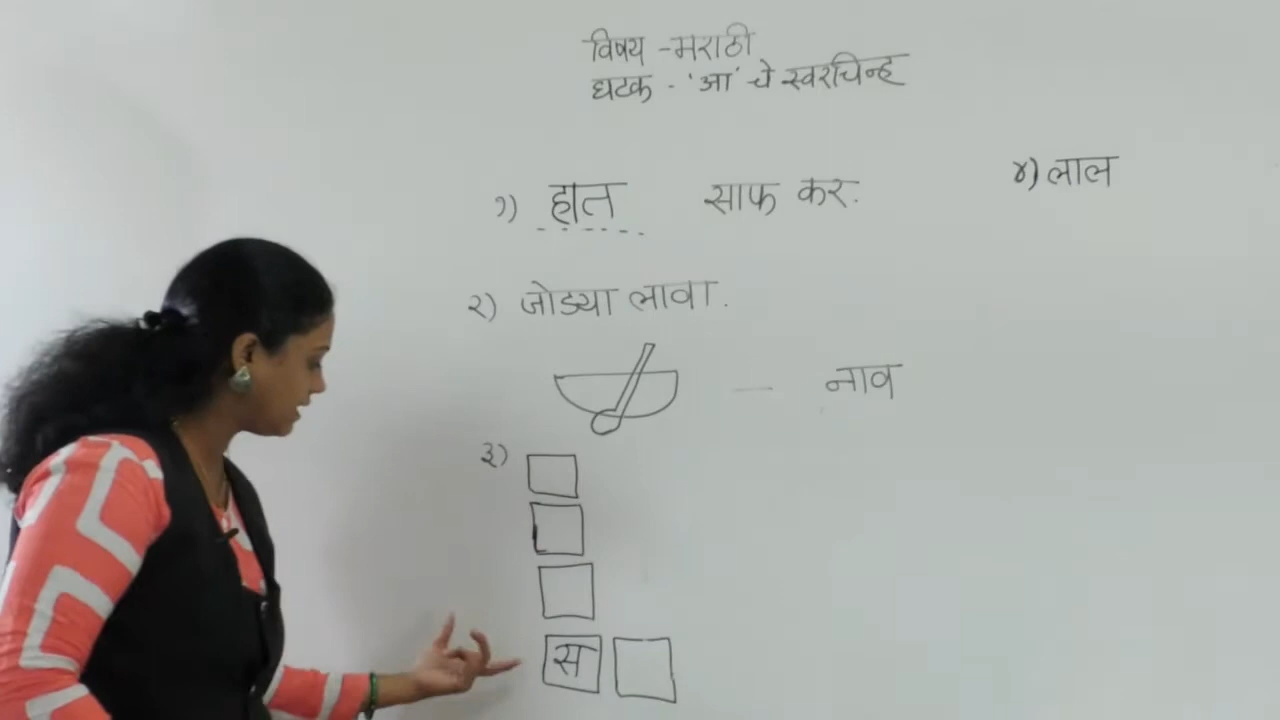 विषय - मराठी
घटक - 'आ' चे स्वरचिन्ह
१) हात साफ कर.
२) जोड्या लावा.
नाव
३)
स
४) लाल